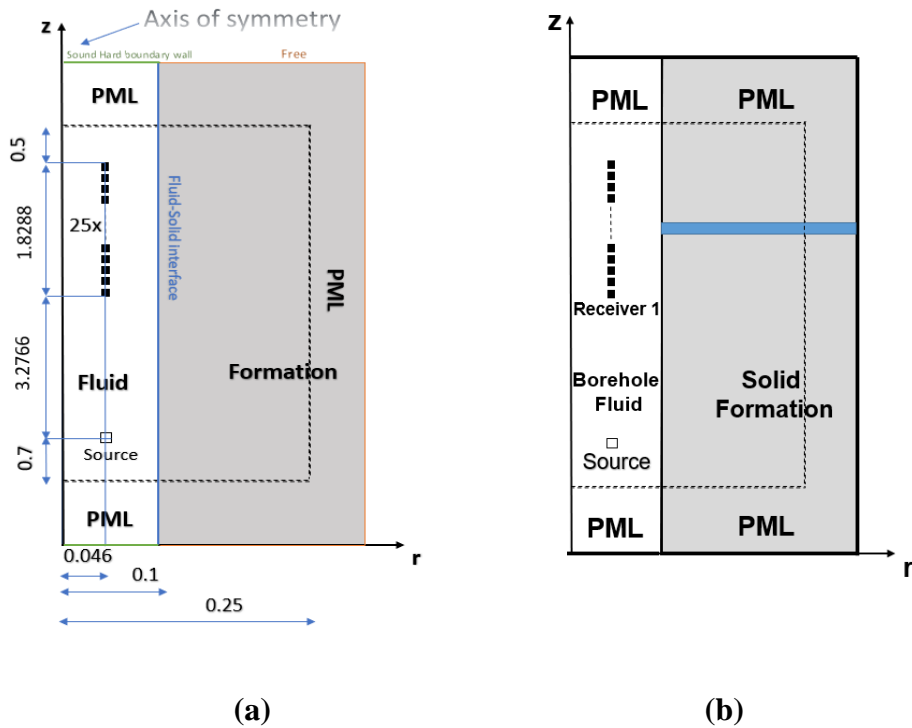 Axis of symmetry
z
Sound Hard boundary wall
Free
PML
0.5
25x
1.8288
Fluid-Solid interface
PML
3.2766
Fluid
Formation
Source
0.7
PML
r
0.046
0.1
0.25
(a)
z
PML
PML
Receiver 1
Borehole
Fluid
Solid
Formation
Source
PML
PML
r
(b)